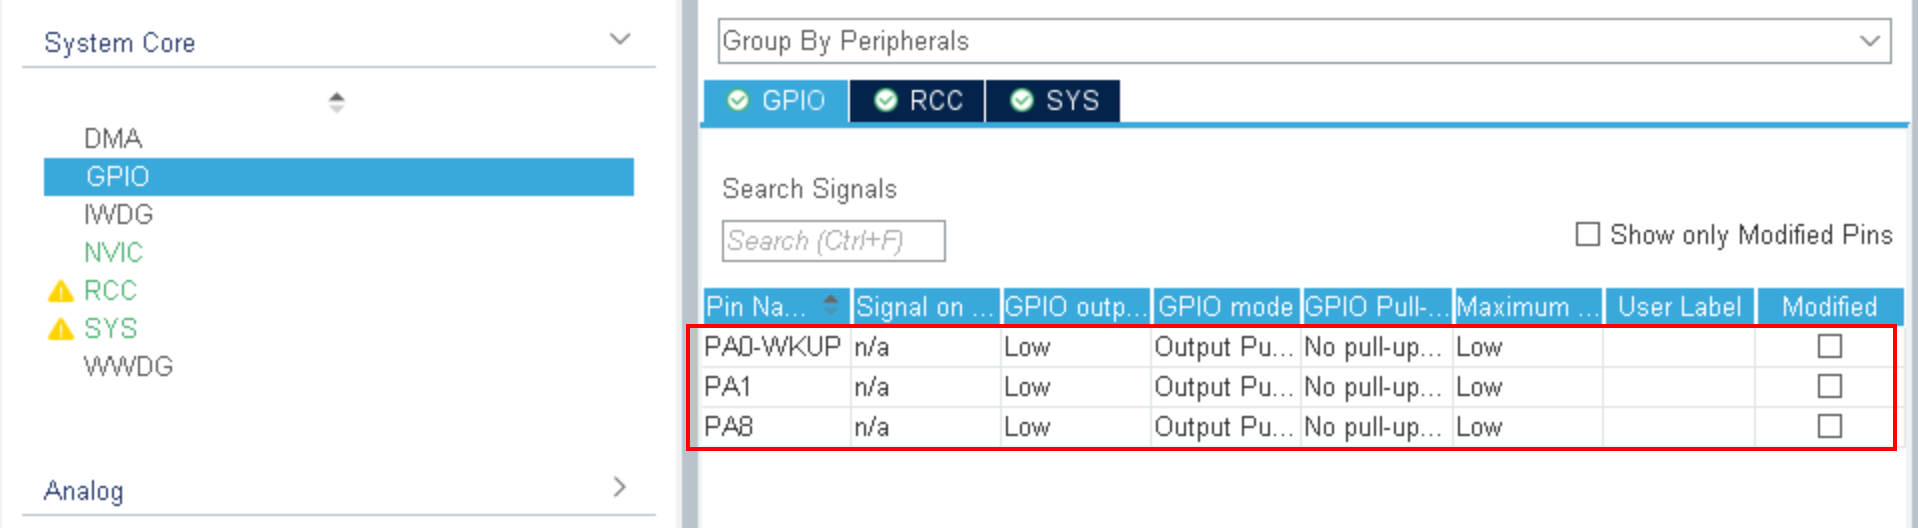 System Core
DMA
GPIO
IWDG
NVIC
RCC
SYS
WWDG
Analog
Group By Peripherals
GPIO RCC SYS
Search Signals
Search (Ctrl+F)
Show only Modified Pins
Pin Na... Signal on ... GPIO outp... GPIO mode GPIO Pull-... Maximum ... User Label Modified
PA0-WKUP n/a Low Output Pu... No pull-up... Low
PA1 n/a Low Output Pu... No pull-up... Low
PA8 n/a Low Output Pu... No pull-up... Low